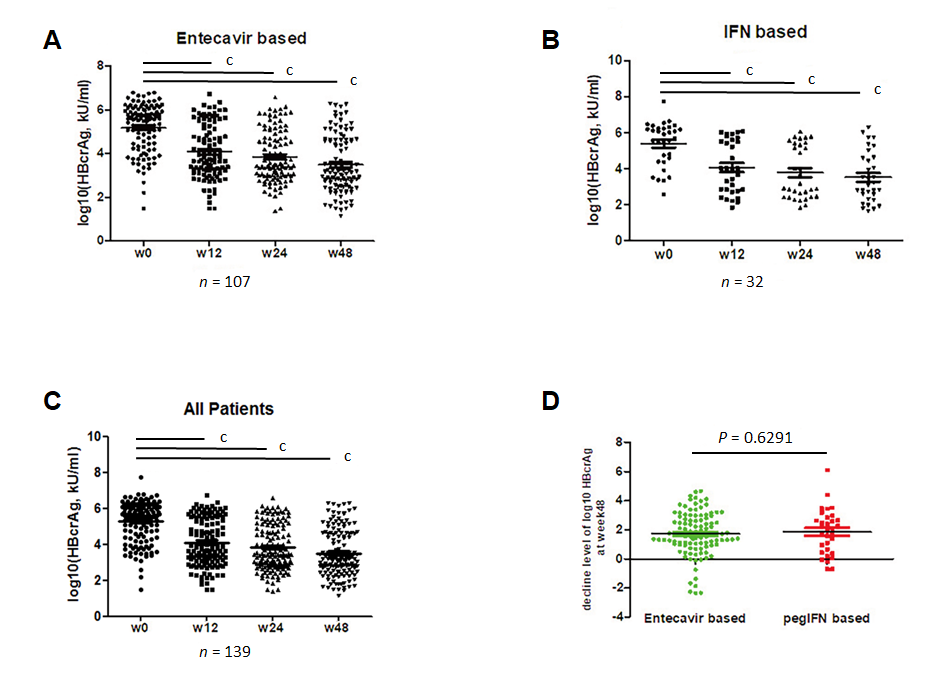 A
Entecavir based
log10(HBcrAg, kU/ml)
8
6
4
2
0
c
c
c
w0 w12 w24 w48
n = 107
B
IFN based
log10(HBcrAg, kU/ml)
10
8
6
4
2
0
c
c
c
w0 w12 w24 w48
n = 32
C
All Patients
log10(HBcrAg, kU/ml)
10
8
6
4
2
0
c
c
c
w0 w12 w24 w48
n = 139
D
P = 0.6291
decline level of log10 HBcrAg
at week48
8
6
4
2
0
-2
-4
Entecavir based pegIFN based